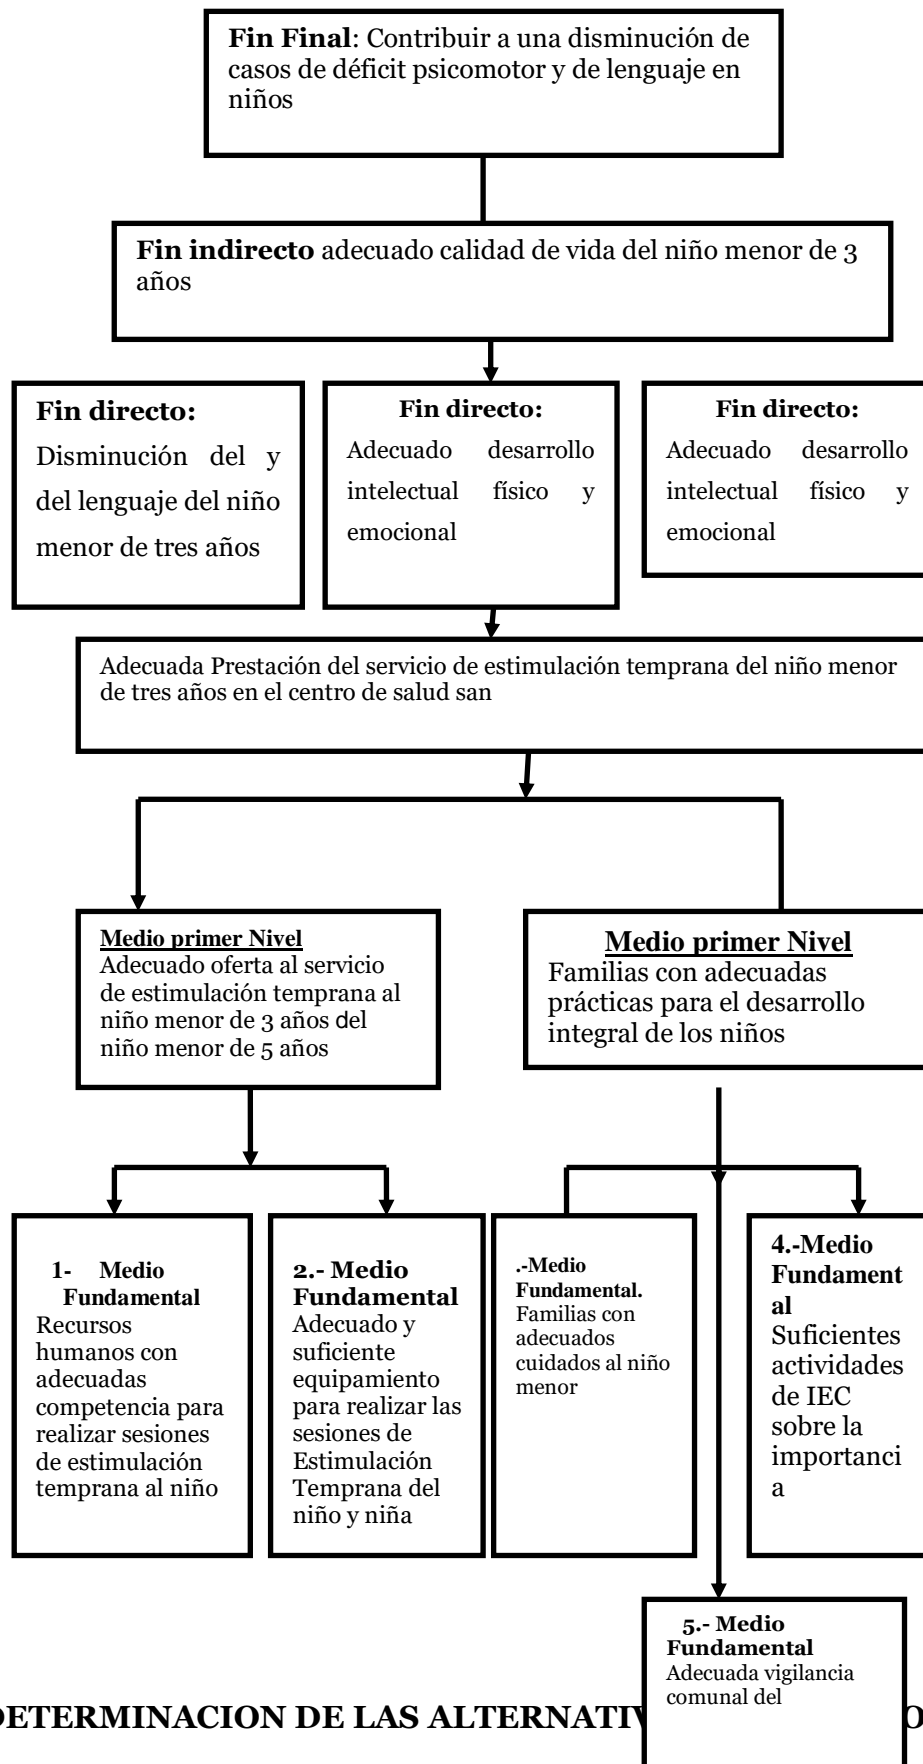 Fin Final: Contribuir a una disminución de
casos de déficit psicomotor y de lenguaje en
niños
Fin indirecto adecuado calidad de vida del niño menor de 3
años
Fin directo:
Disminución del y
del lenguaje del niño
menor de tres años
Fin directo:
Adecuado desarrollo
intelectual físico y
emocional
Fin directo:
Adecuado desarrollo
intelectual físico y
emocional
Adecuada Prestación del servicio de estimulación temprana del niño menor
de tres años en el centro de salud san
Medio primer Nivel
Adecuado oferta al servicio
de estimulación temprana al
niño menor de 3 años del
niño menor de 5 años
Medio primer Nivel
Familias con adecuadas
prácticas para el desarrollo
integral de los niños
1- Medio
Fundamental
Recursos
humanos con
adecuadas
competencia para
realizar sesiones
de estimulación
temprana al niño
2.- Medio
Fundamental
Adecuado y
suficiente
equipamiento
para realizar las
sesiones de
Estimulación
Temprana del
niño y niña
.-Medio
Fundamental.
Familias con
adecuados
cuidados al niño
menor
4.-Medio
Fundament
al
Suficientes
actividades
de IEC
sobre la
importanci
a
5.- Medio
Fundamental
Adecuada vigilancia
comunal del
DETERMINACION DE LAS